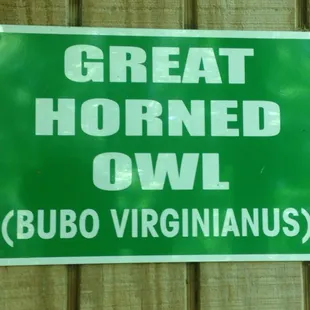 GREAT
HORNED
OWL
(BUBO VIRGINIANUS)